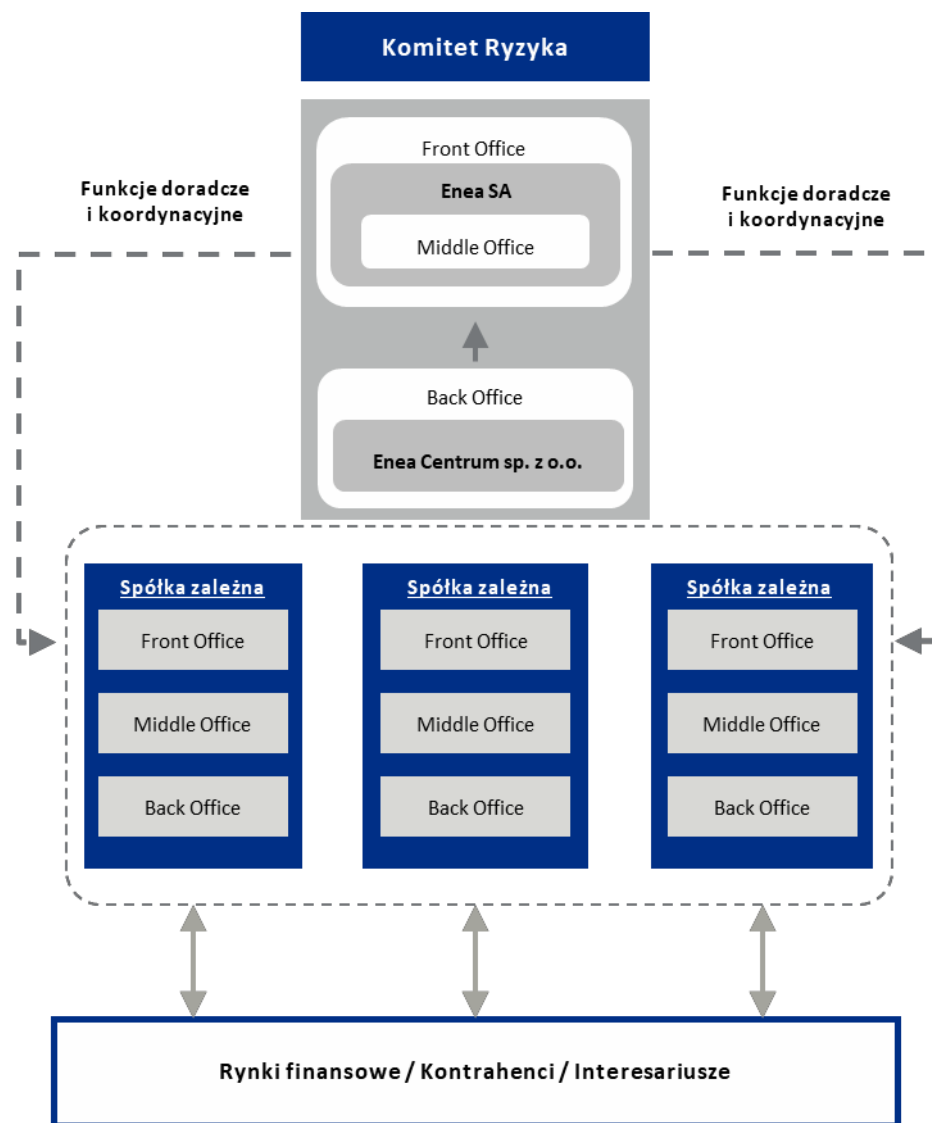 Komitet Ryzyka
Front Office
Enea SA
Middle Office
Funkcje doradcze
i koordynacyjne
Funkcje doradcze
i koordynacyjne
Back Office
Enea Centrum sp. z o.o.
Spółka zależna
Front Office
Middle Office
Back Office
Spółka zależna
Front Office
Middle Office
Back Office
Spółka zależna
Front Office
Middle Office
Back Office
Rynki finansowe / Kontrahenci / Interesariusze